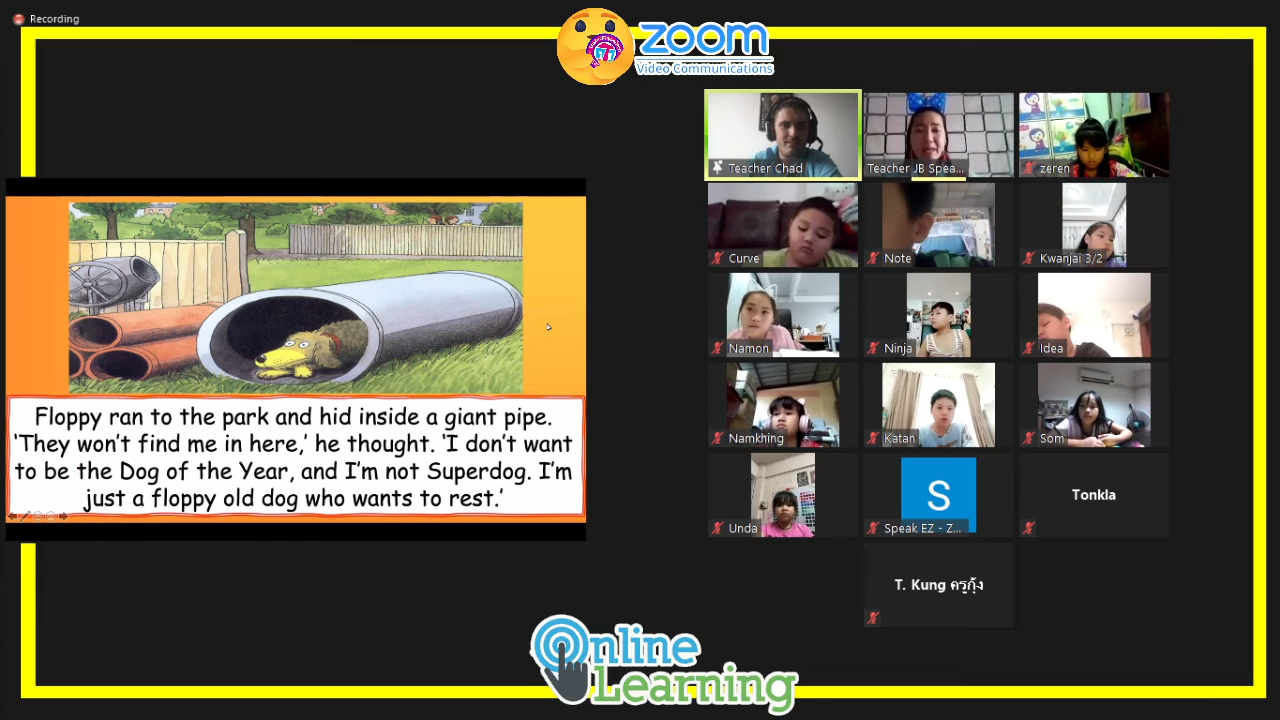 Recording
zoom
Video Communications
Floppy ran to the park and hid inside a giant pipe.
‘They won’t find me in here,’ he thought. ‘I don’t want
to be the Dog of the Year, and I’m not Superdog. I’m
just a floppy old dog who wants to rest.’
Teacher Chad
Teacher JB Spea...
zeren
Curve
Note
Kwanjai 3/2
Namon
Ninja
Idea
Namkhing
Katan
Som
Unda
S
Speak EZ - Z...
Tonkla
T. Kung ครูกุ้ง
Online
Learning